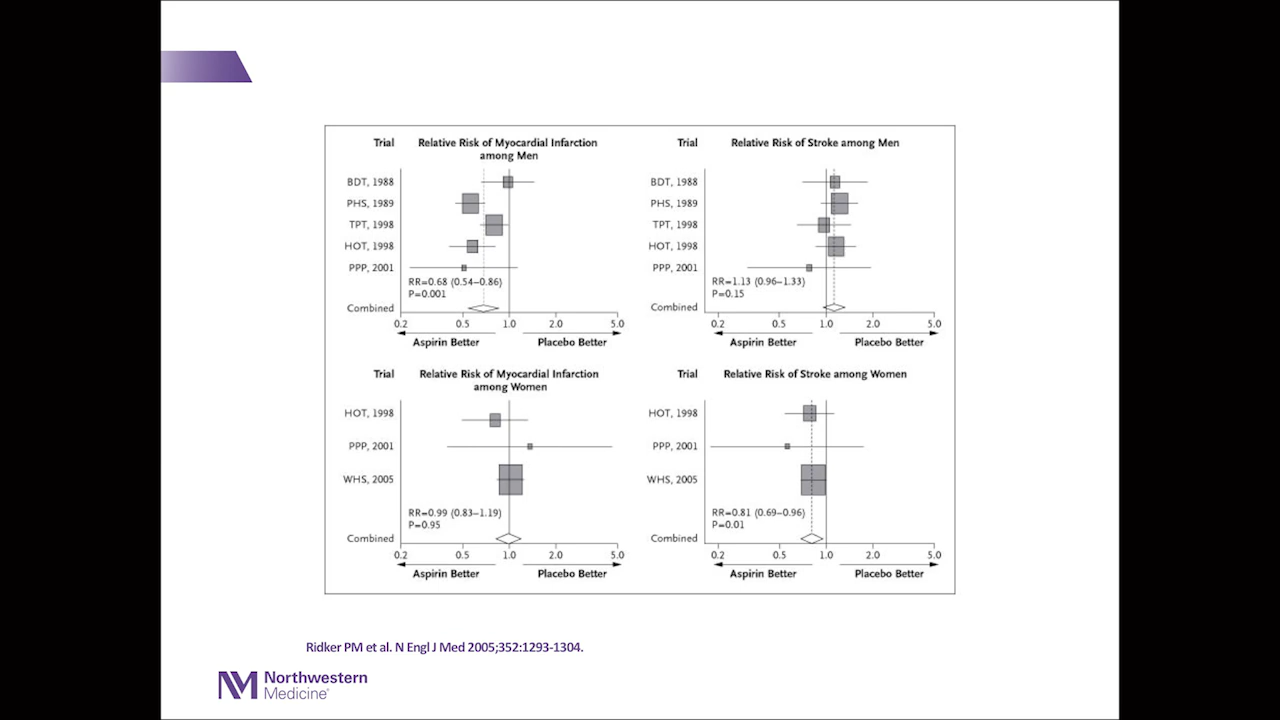 Trial Relative Risk of Myocardial Infarction
among Men
BDT, 1988
PHS, 1989
TPT, 1998
HOT, 1998
PPP, 2001
RR=0.68 (0.54–0.86)
P=0.001
Combined
0.2 0.5 1.0 2.0 5.0
Aspirin Better Placebo Better
Trial Relative Risk of Stroke among Men
BDT, 1988
PHS, 1989
TPT, 1998
HOT, 1998
PPP, 2001
RR=1.13 (0.96–1.33)
P=0.15
Combined
0.2 0.5 1.0 2.0 5.0
Aspirin Better Placebo Better
Trial Relative Risk of Myocardial Infarction
among Women
HOT, 1998
PPP, 2001
WHS, 2005
RR=0.99 (0.83–1.19)
P=0.95
Combined
0.2 0.5 1.0 2.0 5.0
Aspirin Better Placebo Better
Trial Relative Risk of Stroke among Women
HOT, 1998
PPP, 2001
WHS, 2005
RR=0.81 (0.69–0.96)
P=0.01
Combined
0.2 0.5 1.0 2.0 5.0
Aspirin Better Placebo Better
Ridker PM et al. N Engl J Med 2005;352:1293-1304.
NM Northwestern
Medicine®